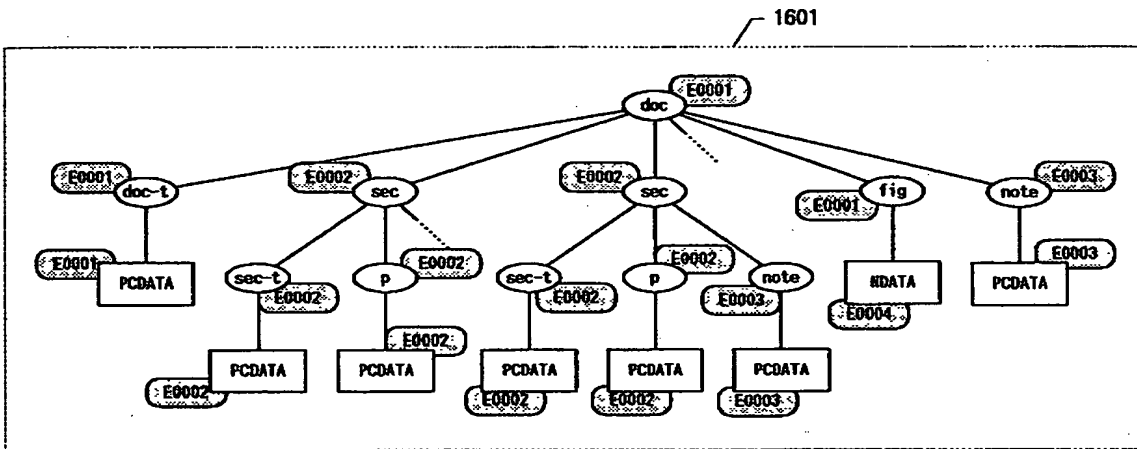 1601
E0001
doc
E0001 doc-t E0002 sec E0002 sec E0001 fig note E0003
E0001 PCDATA sec-t E0002 p E0002 sec-t E0002 p E0002 E0003 note NDATA E0004 PCDATA E0003
E0002 PCDATA PCDATA E0002 PCDATA E0002 PCDATA E0002 PCDATA E0003